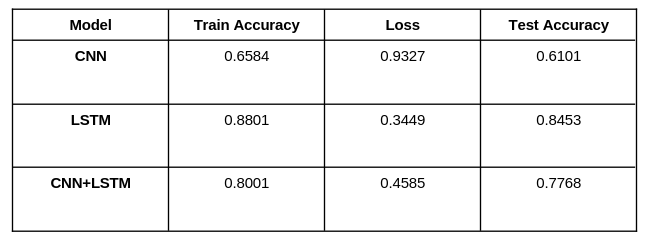 Model Train Accuracy Loss Test Accuracy
CNN 0.6584 0.9327 0.6101
LSTM 0.8801 0.3449 0.8453
CNN+LSTM 0.8001 0.4585 0.7768